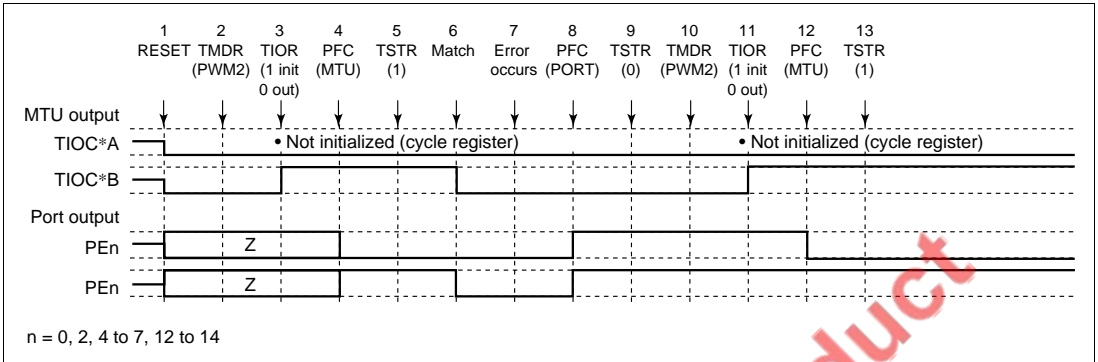 1 2 3 4 5 6 7 8 9 10 11 12 13
RESET TMDR TIOR PFC TSTR Match Error PFC TSTR TMDR TIOR PFC TSTR
(PWM2) (1 init (MTU) (1) occurs (PORT) (0) (PWM2) (1 init (MTU) (1)
0 out) 0 out)
MTU output
TIOC*A • Not initialized (cycle register) • Not initialized (cycle register)
TIOC*B
Port output
PEn Z
PEn Z
n = 0, 2, 4 to 7, 12 to 14
duct